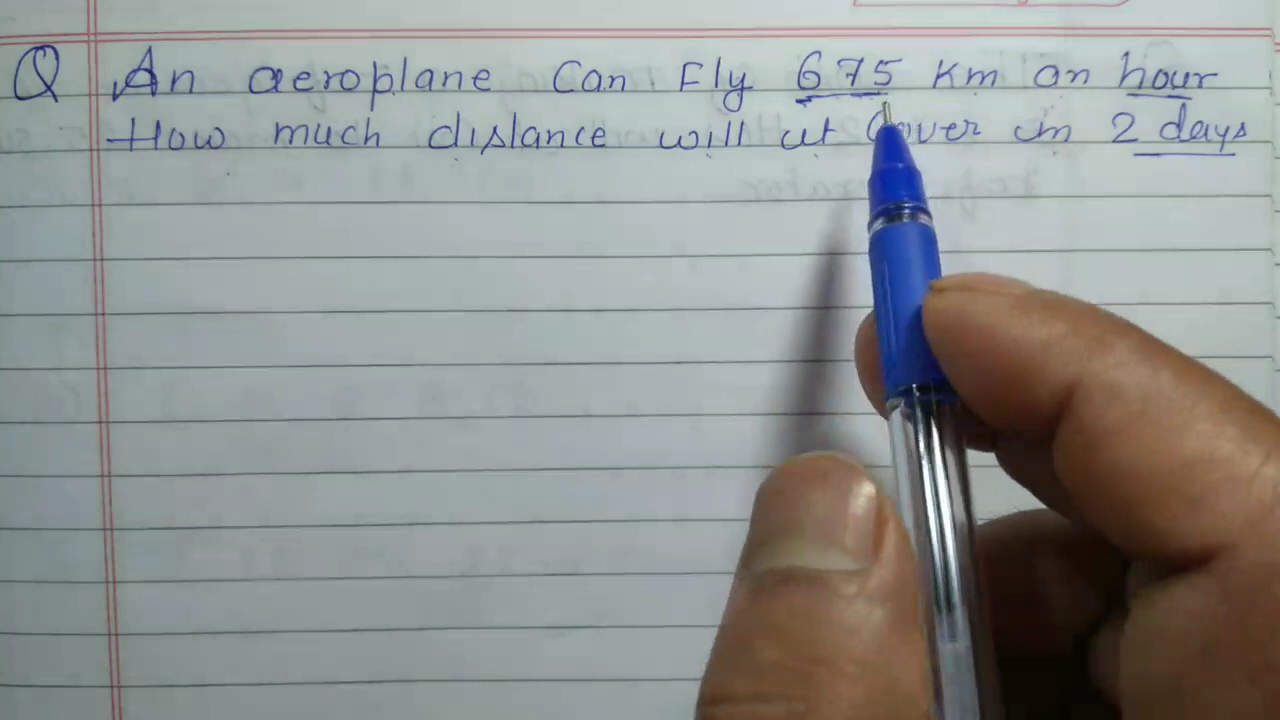 Q An aeroplane Can Fly 675 Km an hour
How much distance will it Cover in 2 days